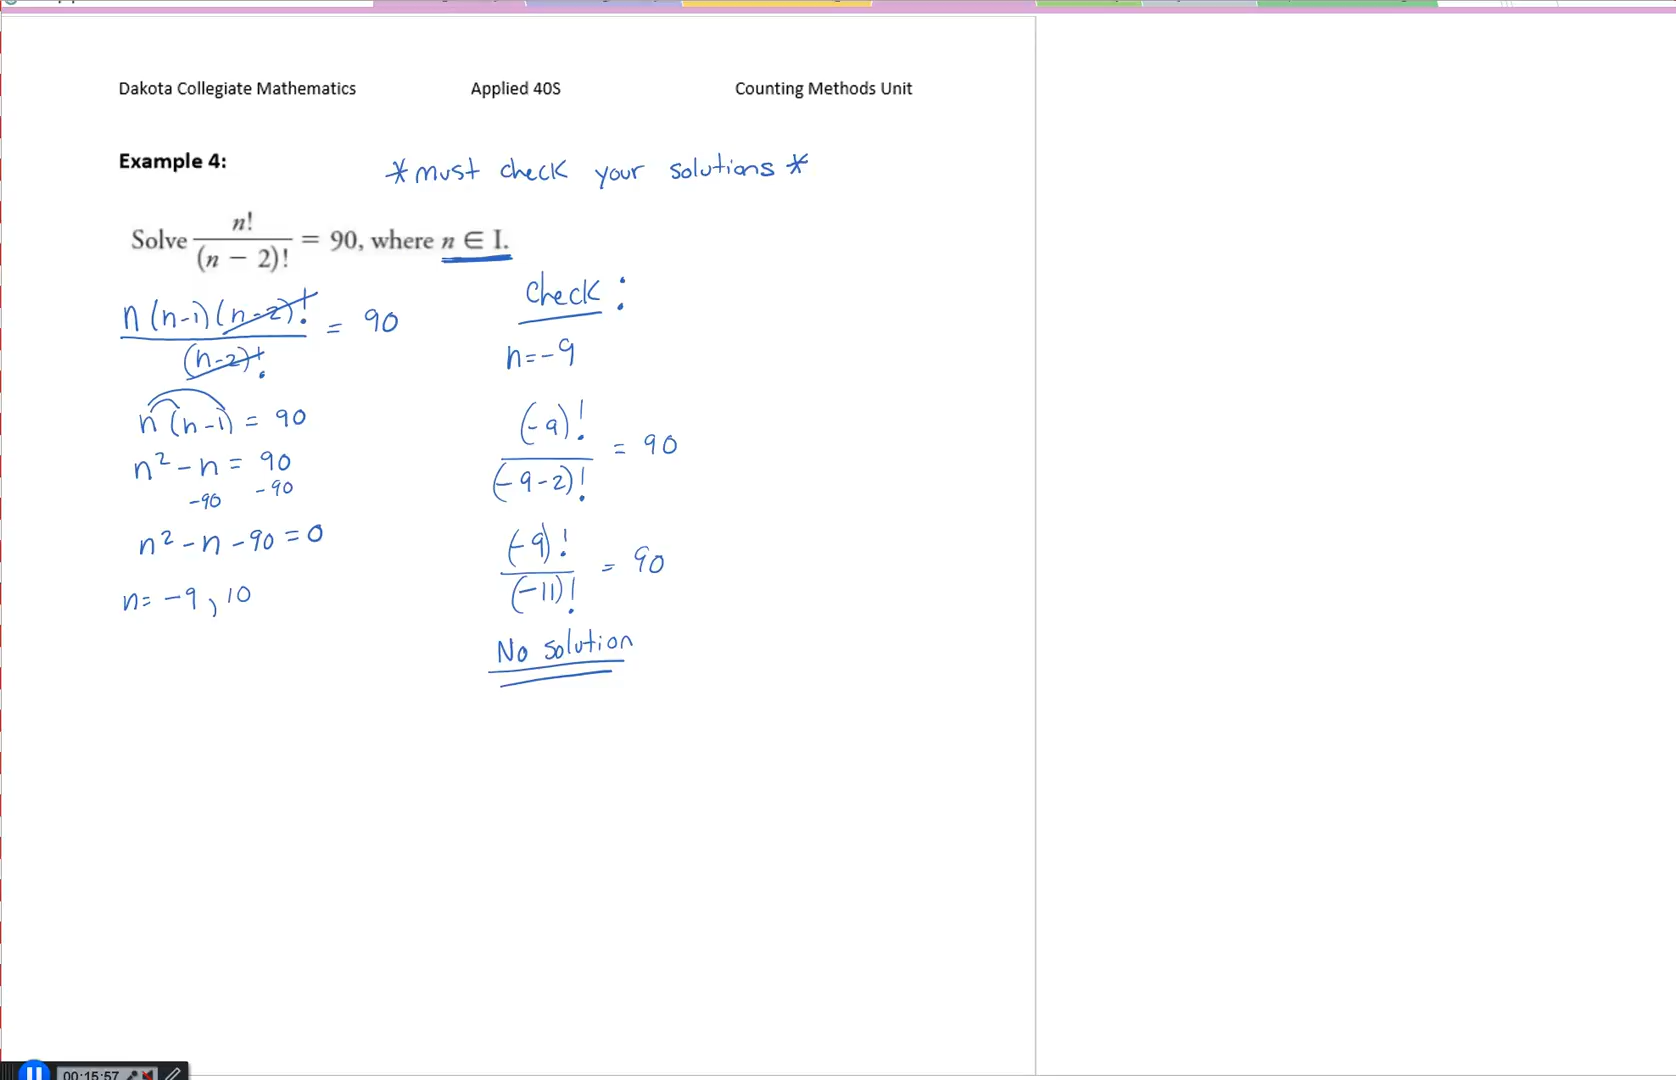 Dakota Collegiate Mathematics Applied 40S Counting Methods Unit
Example 4: *must check your solutions*
Solve n!/(n − 2)! = 90, where n ∈ I.
n(n-1)(n-2)!/(n-2)! = 90
n(n-1) = 90
n² - n = 90
-90 -90
n² - n - 90 = 0
n = -9, 10
Check:
n = -9
(-9)!/(-9-2)! = 90
(-9)!/(-11)! = 90
No solution
00:15:57